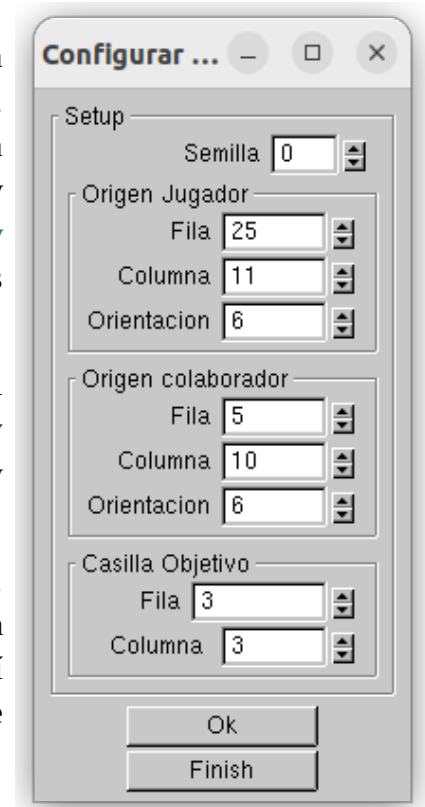 Configurar ...
Setup
Semilla 0
Origen Jugador
Fila 25
Columna 11
Orientacion 6
Origen colaborador
Fila 5
Columna 10
Orientacion 6
Casilla Objetivo
Fila 3
Columna 3
Ok
Finish